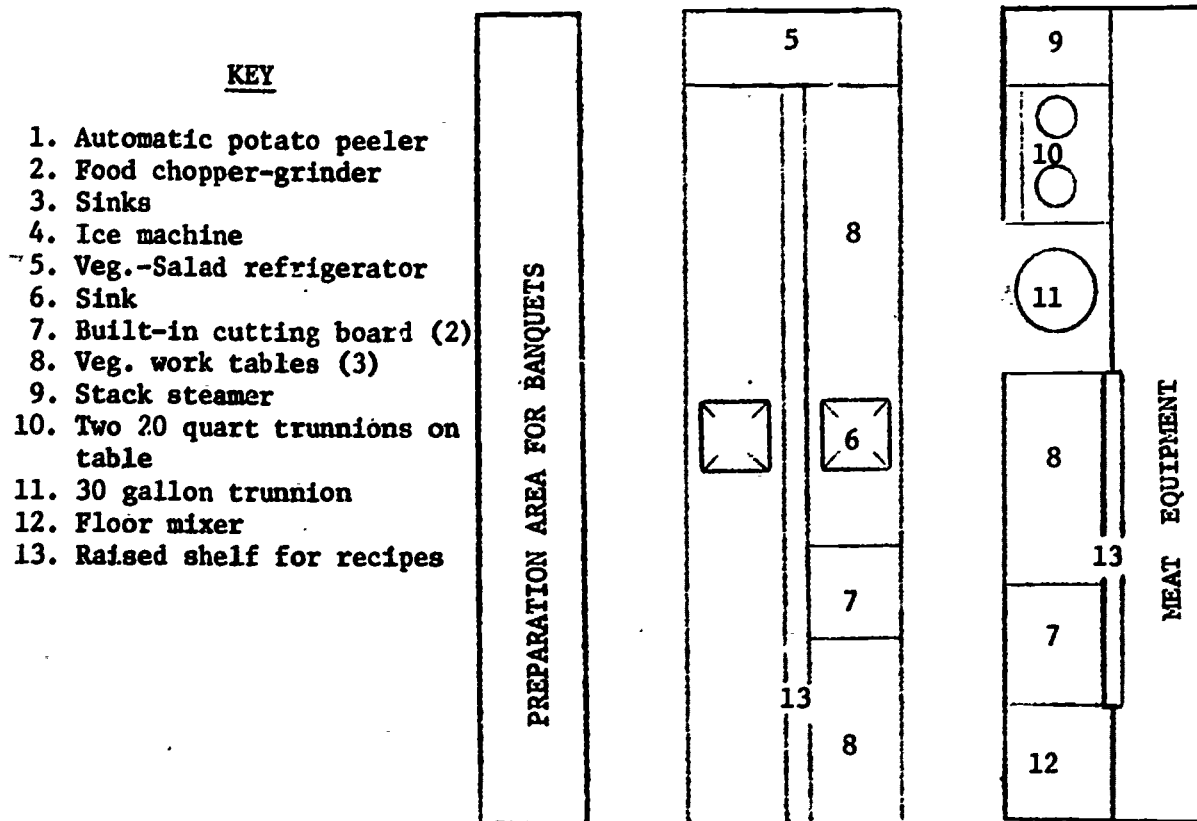 KEY
1. Automatic potato peeler
2. Food chopper-grinder
3. Sinks
4. Ice machine
5. Veg.-Salad refrigerator
6. Sink
7. Built-in cutting board (2)
8. Veg. work tables (3)
9. Stack steamer
10. Two 20 quart trunnions on
table
11. 30 gallon trunnion
12. Floor mixer
13. Raised shelf for recipes
PREPARATION AREA FOR BANQUETS
5
8
6
7
13
8
9
10
11
8
13
7
12
MEAT EQUIPMENT